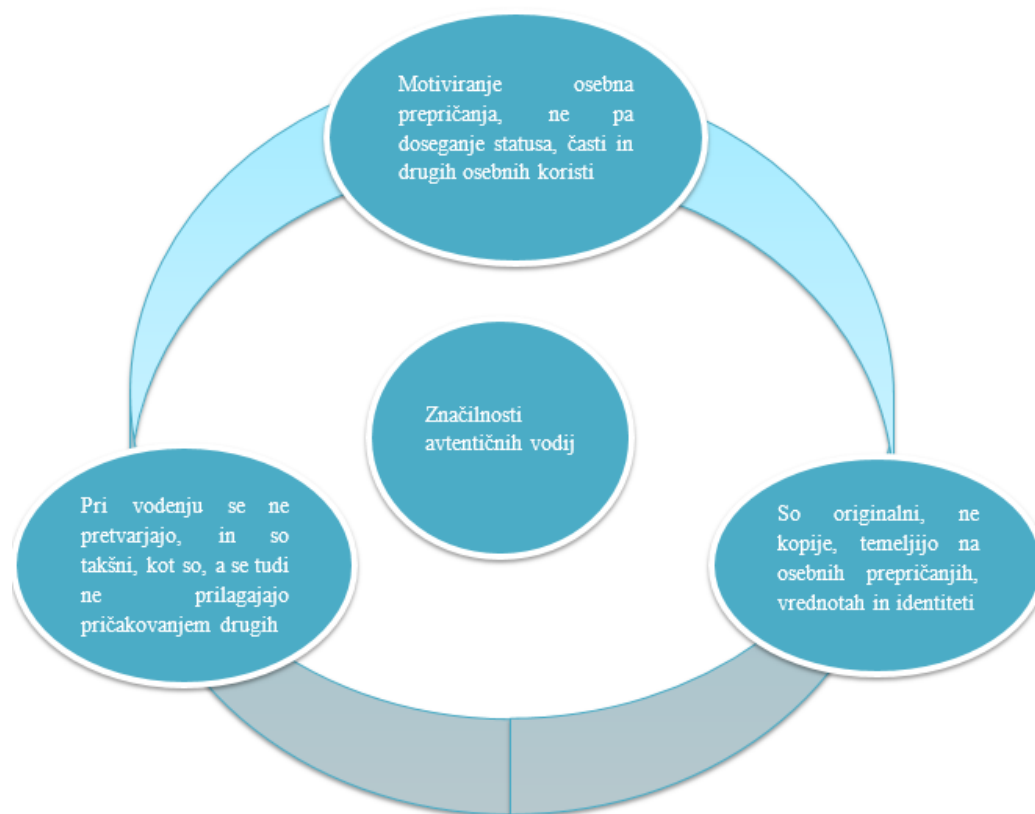 Motiviranje osebna
prepričanja, ne pa
doseganje statusa, časti in
drugih osebnih koristi
Značilnosti
avtentičnih vodij
Pri vodenju se ne
pretvarjajo, in so
takšni, kot so, a se tudi
ne prilagajajo
pričakovanjem drugih
So originalni, ne
kopije, temeljijo na
osebnih prepričanjih,
vrednotah in identiteti